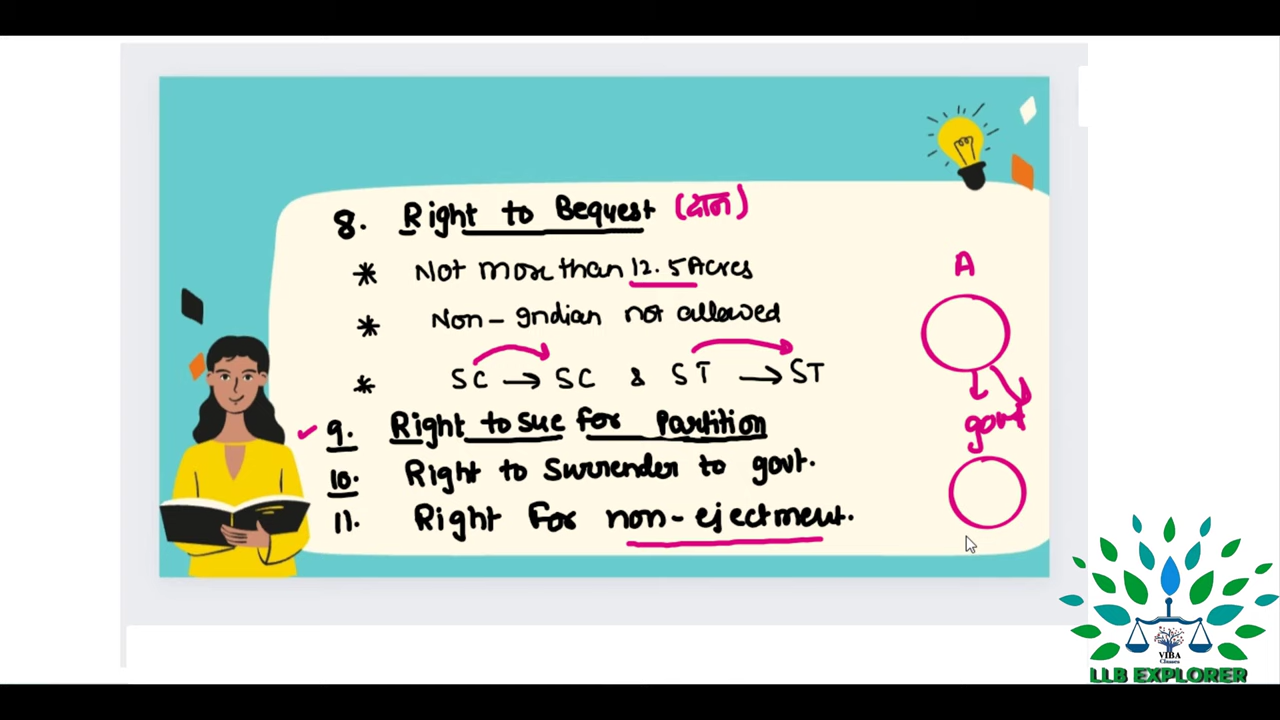 8. Right to Bequest (दान)
* Not more than 12.5 Acres
* Non-Indian not allowed
* SC → SC & ST → ST
9. Right to sue for Partition
10. Right to Surrender to govt.
11. Right for non-ejectment.
A
govt
VIBA
Classes
LLB EXPLORER